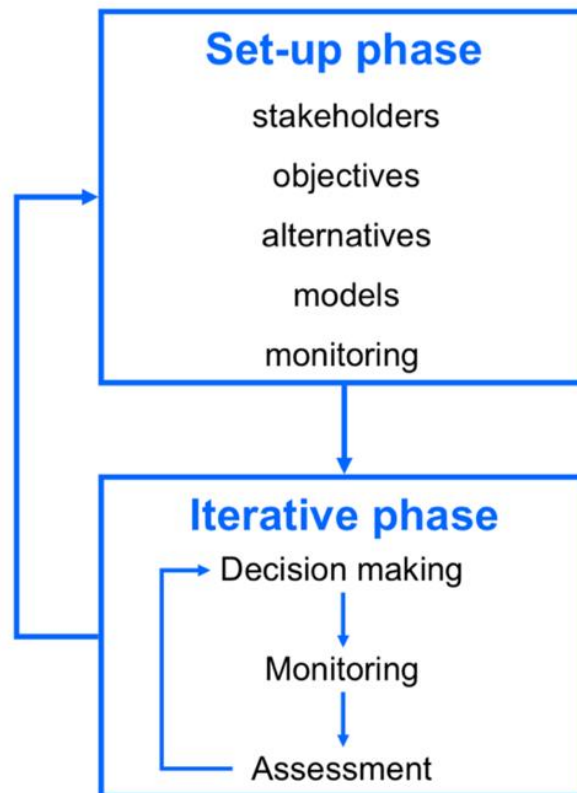 Set-up phase
stakeholders
objectives
alternatives
models
monitoring
Iterative phase
Decision making
Monitoring
Assessment